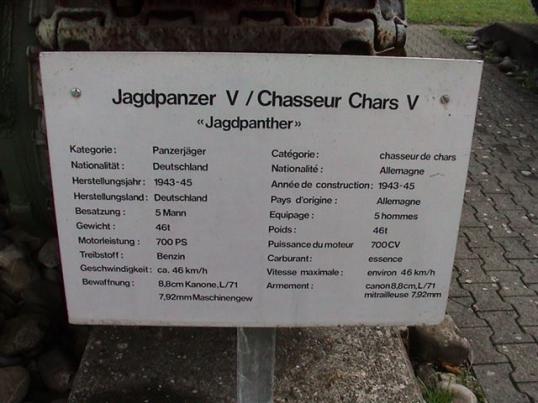 Jagdpanzer V / Chasseur Chars V
«Jagdpanther»
Kategorie: Panzerjäger
Nationalität: Deutschland
Herstellungsjahr: 1943-45
Herstellungsland: Deutschland
Besatzung: 5 Mann
Gewicht: 46t
Motorleistung: 700 PS
Treibstoff: Benzin
Geschwindigkeit: ca. 46 km/h
Bewaffnung: 8,8cm Kanone, L/71
7,92mm Maschinengew
Catégorie: chasseur de chars
Nationalité: Allemagne
Année de construction: 1943-45
Pays d'origine: Allemagne
Equipage: 5 hommes
Poids: 46t
Puissance du moteur 700 CV
Carburant: essence
Vitesse maximale: environ 46 km/h
Armement: canon 8,8cm, L/71
mitrailleuse 7,92mm